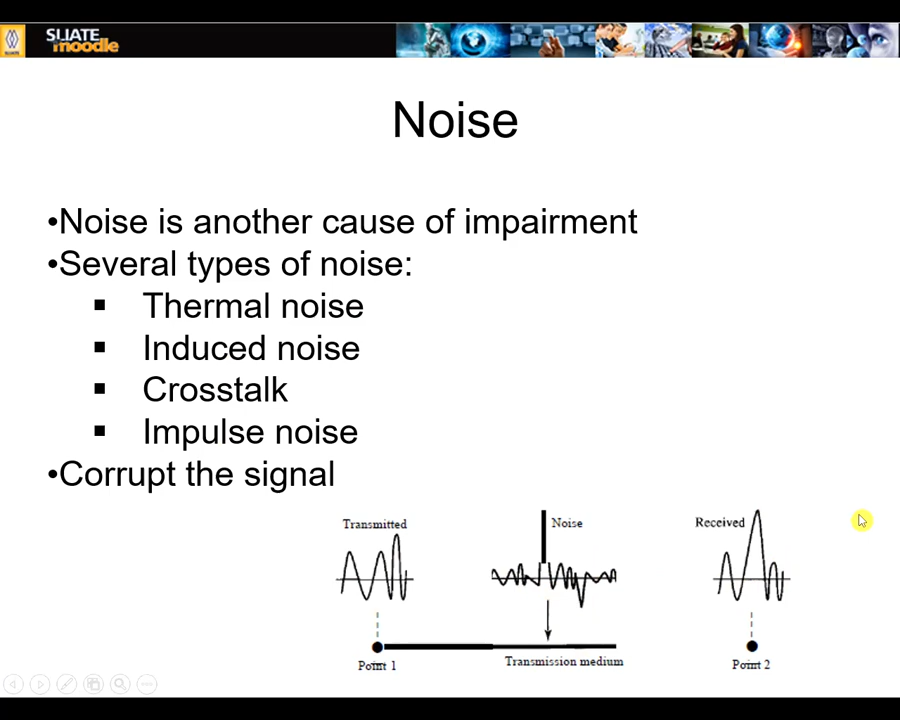 SLIATE
moodle
Noise
•Noise is another cause of impairment
•Several types of noise:
▪ Thermal noise
▪ Induced noise
▪ Crosstalk
▪ Impulse noise
•Corrupt the signal
Transmitted
Noise
Received
Point 1
Transmission medium
Point 2